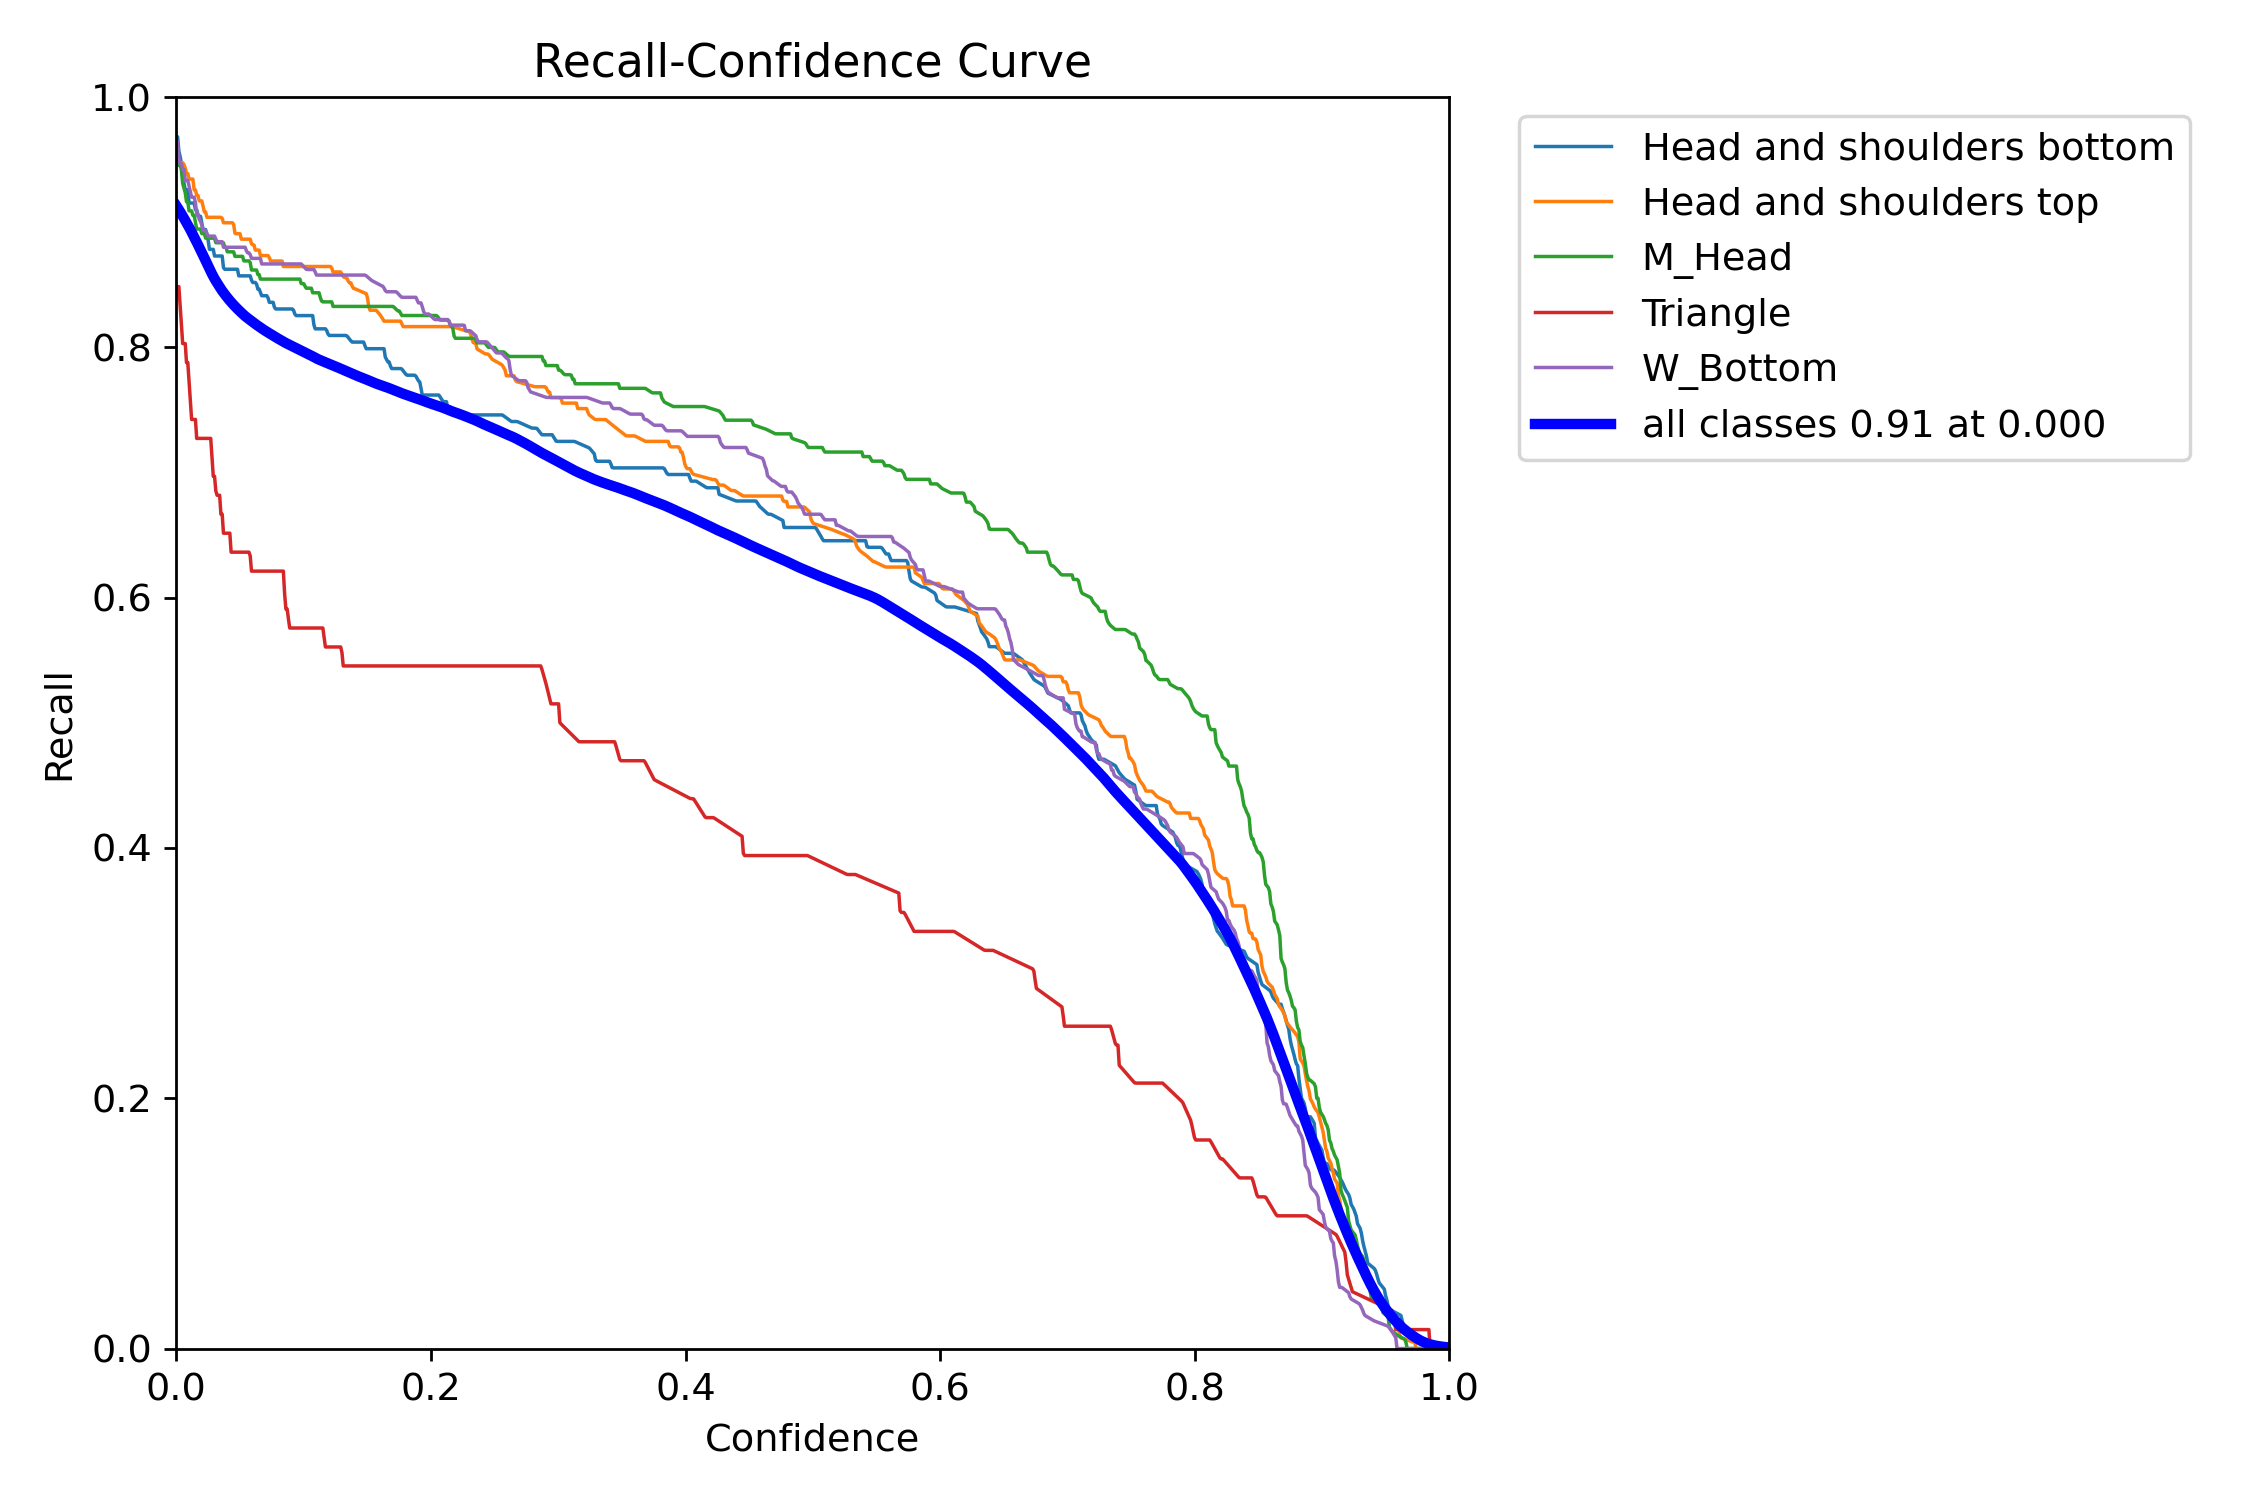 Recall-Confidence Curve
1.0
0.8
0.6
0.4
0.2
0.0
Recall
0.0 0.2 0.4 0.6 0.8 1.0
Confidence
Head and shoulders bottom
Head and shoulders top
M_Head
Triangle
W_Bottom
all classes 0.91 at 0.000